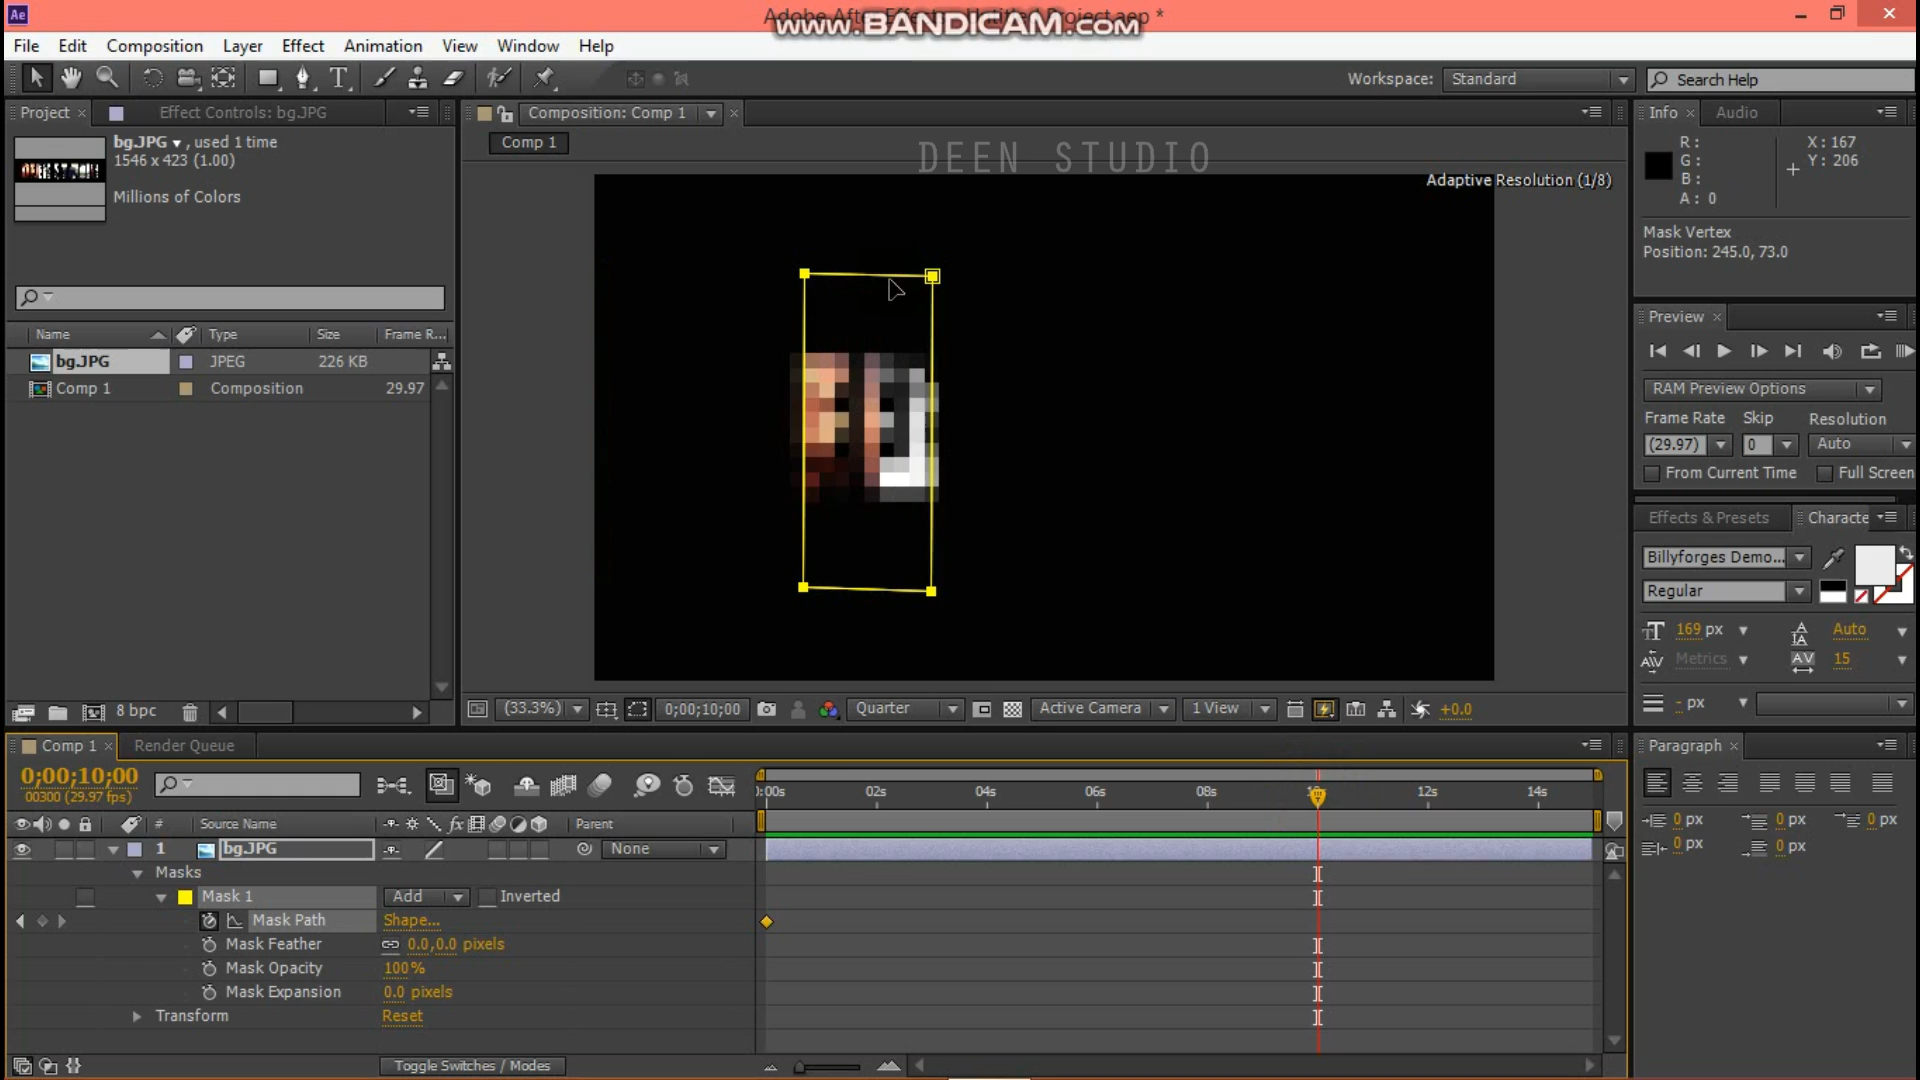 Ae
Adobe After Effects - Untitled Project.aep *
www.BANDICAM.com
File Edit Composition Layer Effect Animation View Window Help
Workspace: Standard
Search Help
Project
Effect Controls: bg.JPG
Composition: Comp 1
Info
Audio
bg.JPG , used 1 time
1546 x 423 (1.00)
Millions of Colors
Comp 1
DEEN STUDIO
Adaptive Resolution (1/8)
R:
G:
B:
A: 0
X: 167
Y: 206
Mask Vertex
Position: 245.0, 73.0
Name Type Size Frame R...
bg.JPG JPEG 226 KB
Comp 1 Composition 29.97
Preview
RAM Preview Options
Frame Rate Skip Resolution
(29.97) 0 Auto
From Current Time Full Screen
Effects & Presets
Characte
Billyforges Demo...
Regular
169 px Auto
Metrics 15
- px
8 bpc
(33.3%) 0;00;10;00 Quarter Active Camera 1 View +0.0
Comp 1
Render Queue
Paragraph
0;00;10;00
00300 (29.97 fps)
:00s 02s 04s 06s 08s 12s 14s
# Source Name Parent
1 bg.JPG None
Masks
Mask 1 Add Inverted
Mask Path Shape...
Mask Feather 0.0,0.0 pixels
Mask Opacity 100%
Mask Expansion 0.0 pixels
Transform Reset
Toggle Switches / Modes
0 px 0 px 0 px
0 px 0 px